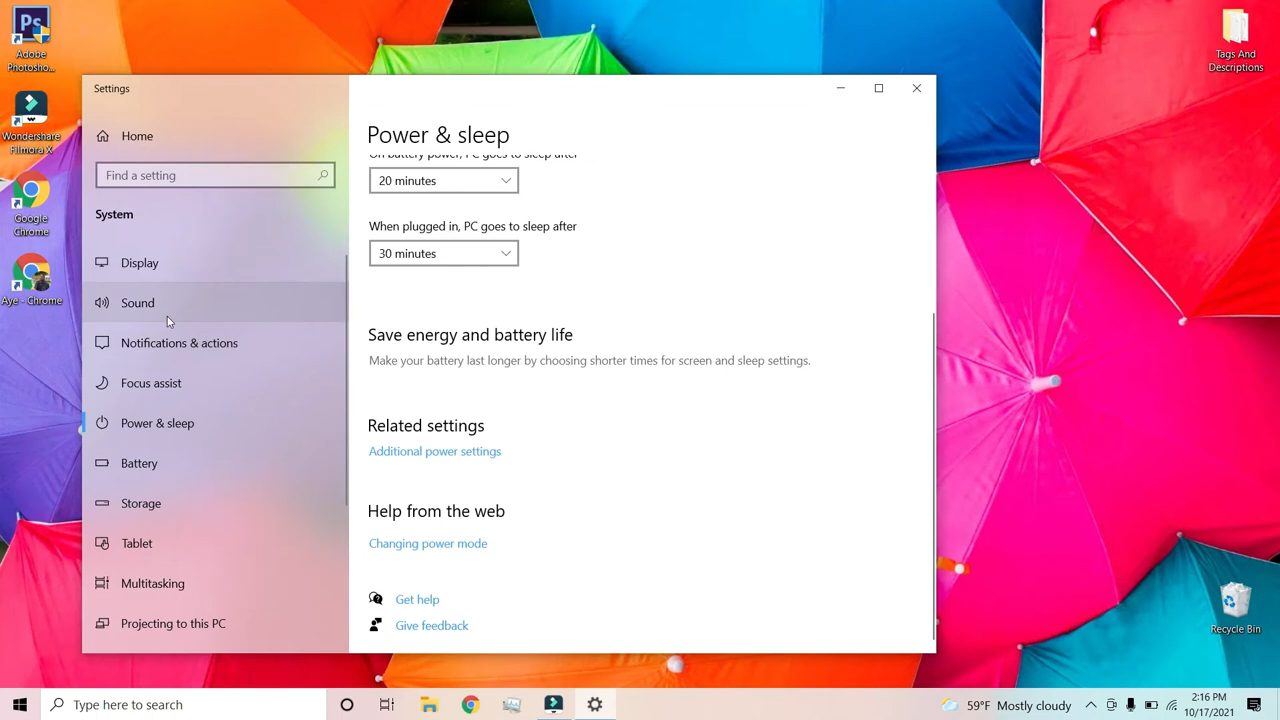 Adobe
Photosho...
Wondershare
Filmora X
Google
Chrome
Aye - Chrome
Tags And
Descriptions
Recycle Bin
Settings
Home
Find a setting
System
Display
Sound
Notifications & actions
Focus assist
Power & sleep
Battery
Storage
Tablet
Multitasking
Projecting to this PC
Power & sleep
On battery power, PC goes to sleep after
20 minutes
When plugged in, PC goes to sleep after
30 minutes
Save energy and battery life
Make your battery last longer by choosing shorter times for screen and sleep settings.
Related settings
Additional power settings
Help from the web
Changing power mode
Get help
Give feedback
Type here to search
59°F Mostly cloudy
2:16 PM
10/17/2021